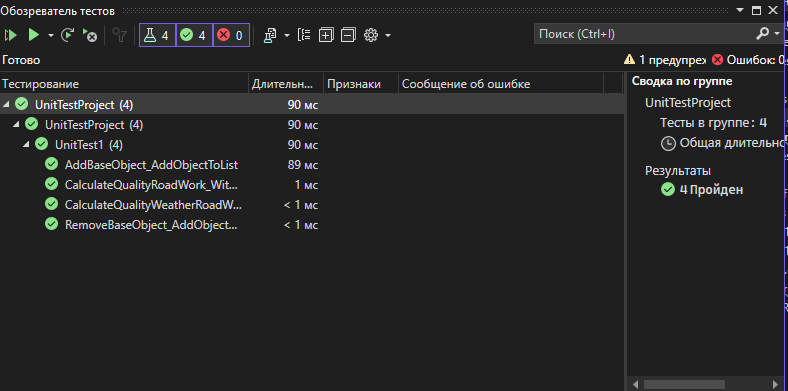 Обозреватель тестов
4 4 0
Поиск (Ctrl+I)
Готово
1 предупреж Ошибок: 0
Тестирование Длительн... Признаки Сообщение об ошибке
UnitTestProject (4) 90 мс
UnitTestProject (4) 90 мс
UnitTest1 (4) 90 мс
AddBaseObject_AddObjectToList 89 мс
CalculateQualityRoadWork_Wit... 1 мс
CalculateQualityWeatherRoadW... < 1 мс
RemoveBaseObject_AddObject... < 1 мс
Сводка по группе
UnitTestProject
Тесты в группе: 4
Общая длительно
Результаты
4 Пройден